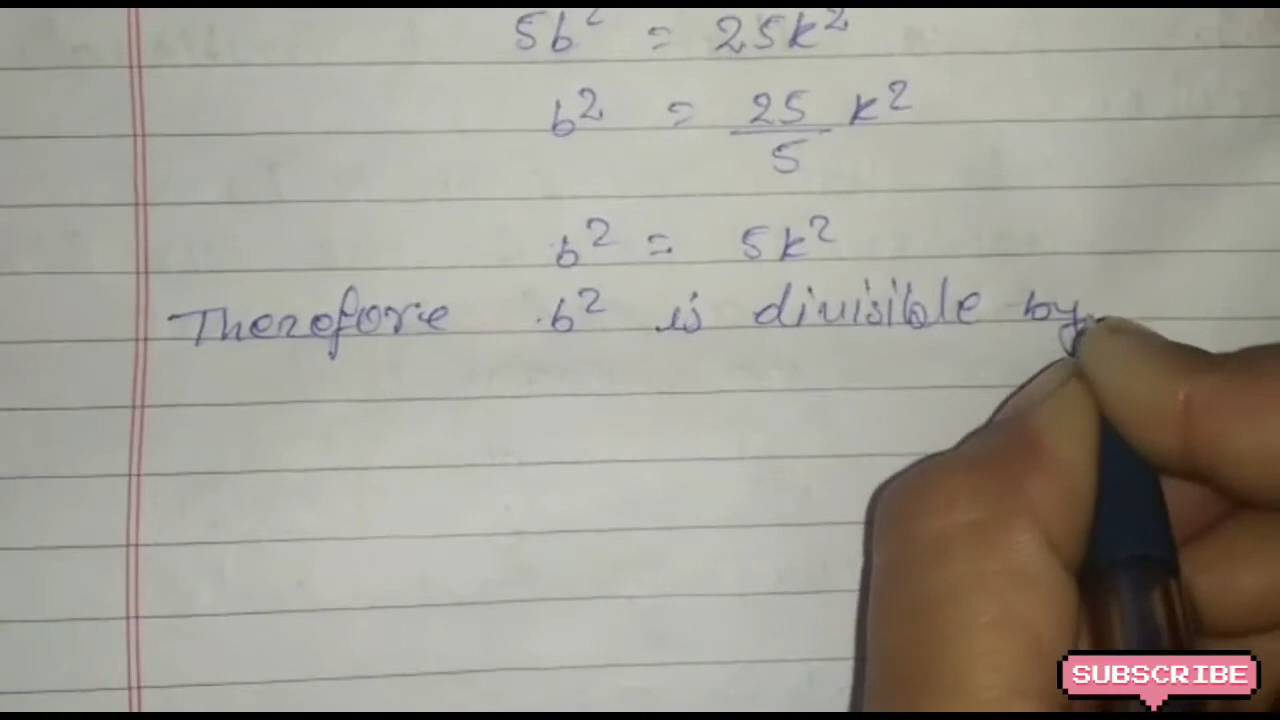 5b² = 25k²
b² = 25/5 k²
b² = 5k²
Therefore b² is divisible by
SUBSCRIBE